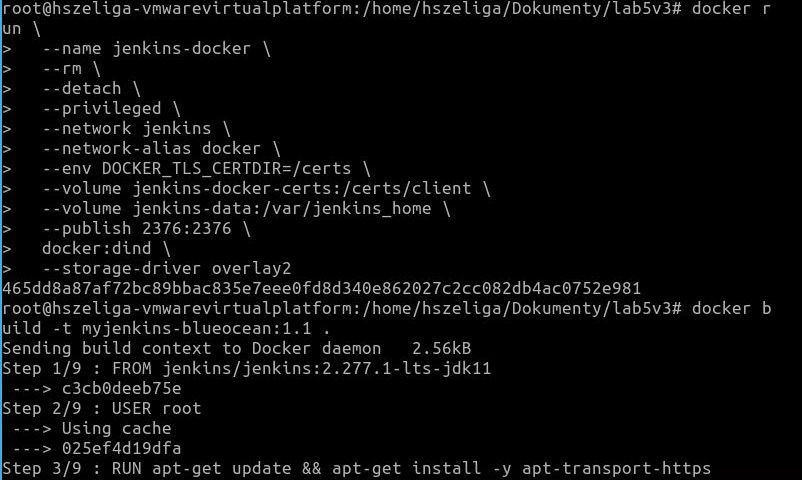 root@hszeliga-vmwarevirtualplatform:/home/hszeliga/Dokumenty/lab5v3# docker r
un \
>   --name jenkins-docker \
>   --rm \
>   --detach \
>   --privileged \
>   --network jenkins \
>   --network-alias docker \
>   --env DOCKER_TLS_CERTDIR=/certs \
>   --volume jenkins-docker-certs:/certs/client \
>   --volume jenkins-data:/var/jenkins_home \
>   --publish 2376:2376 \
>   docker:dind \
>   --storage-driver overlay2
465dd8a87af72bc89bbac835e7eee0fd8d340e862027c2cc082db4ac0752e981
root@hszeliga-vmwarevirtualplatform:/home/hszeliga/Dokumenty/lab5v3# docker b
uild -t myjenkins-blueocean:1.1 .
Sending build context to Docker daemon   2.56kB
Step 1/9 : FROM jenkins/jenkins:2.277.1-lts-jdk11
 ---> c3cb0deeb75e
Step 2/9 : USER root
 ---> Using cache
 ---> 025ef4d19dfa
Step 3/9 : RUN apt-get update && apt-get install -y apt-transport-https